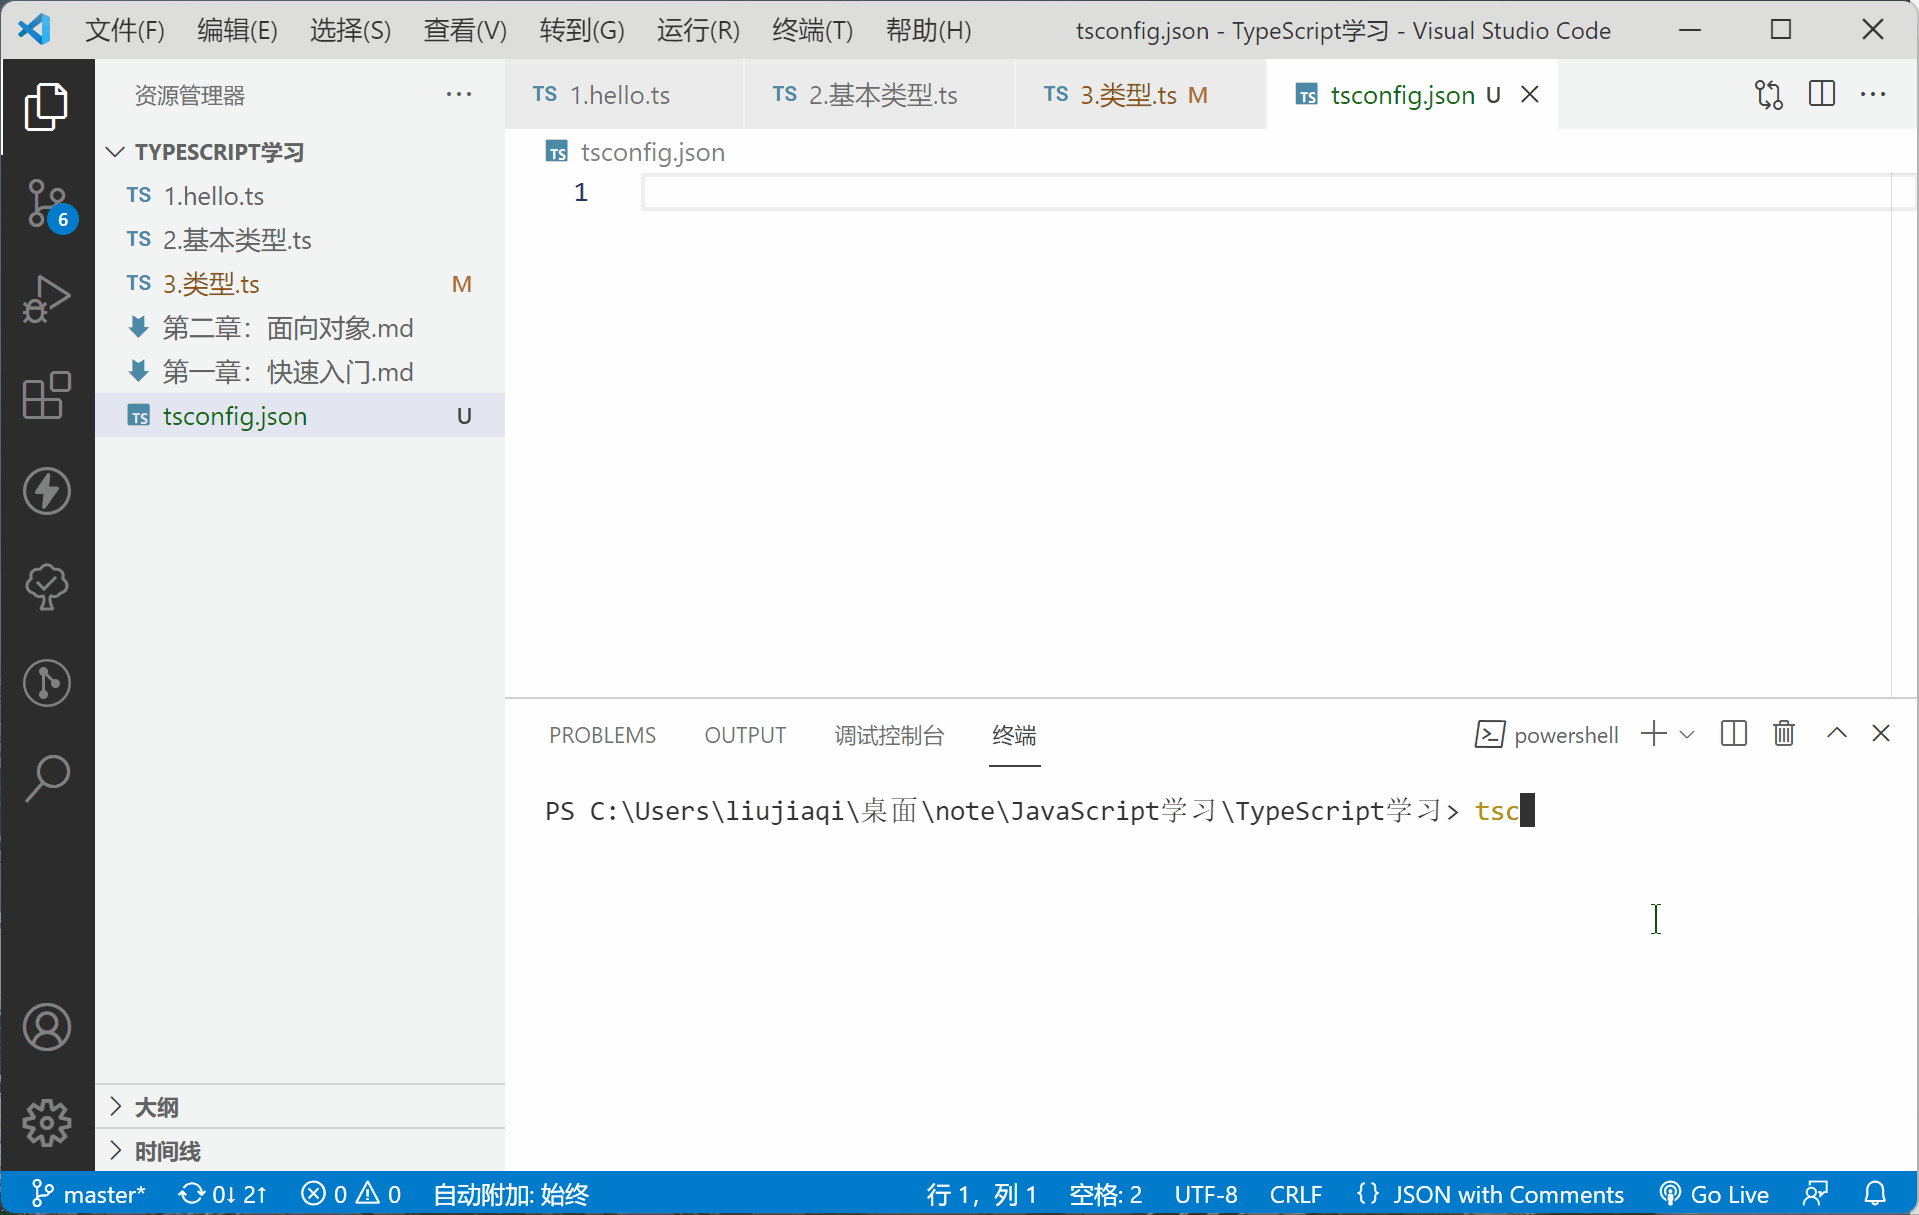 文件(F) 编辑(E) 选择(S) 查看(V) 转到(G) 运行(R) 终端(T) 帮助(H) tsconfig.json - TypeScript学习 - Visual Studio Code
资源管理器
TS 1.hello.ts TS 2.基本类型.ts TS 3.类型.ts M TS tsconfig.json U
TYPESCRIPT学习
TS 1.hello.ts
TS 2.基本类型.ts
TS 3.类型.ts M
第二章：面向对象.md
第一章：快速入门.md
TS tsconfig.json U
6
大纲
时间线
TS tsconfig.json
1
PROBLEMS OUTPUT 调试控制台 终端 powershell
PS C:\Users\liujiaqi\桌面\note\JavaScript学习\TypeScript学习> tsc
master* 0↓ 2↑ 0 0 自动附加: 始终 行 1，列 1 空格: 2 UTF-8 CRLF {} JSON with Comments Go Live